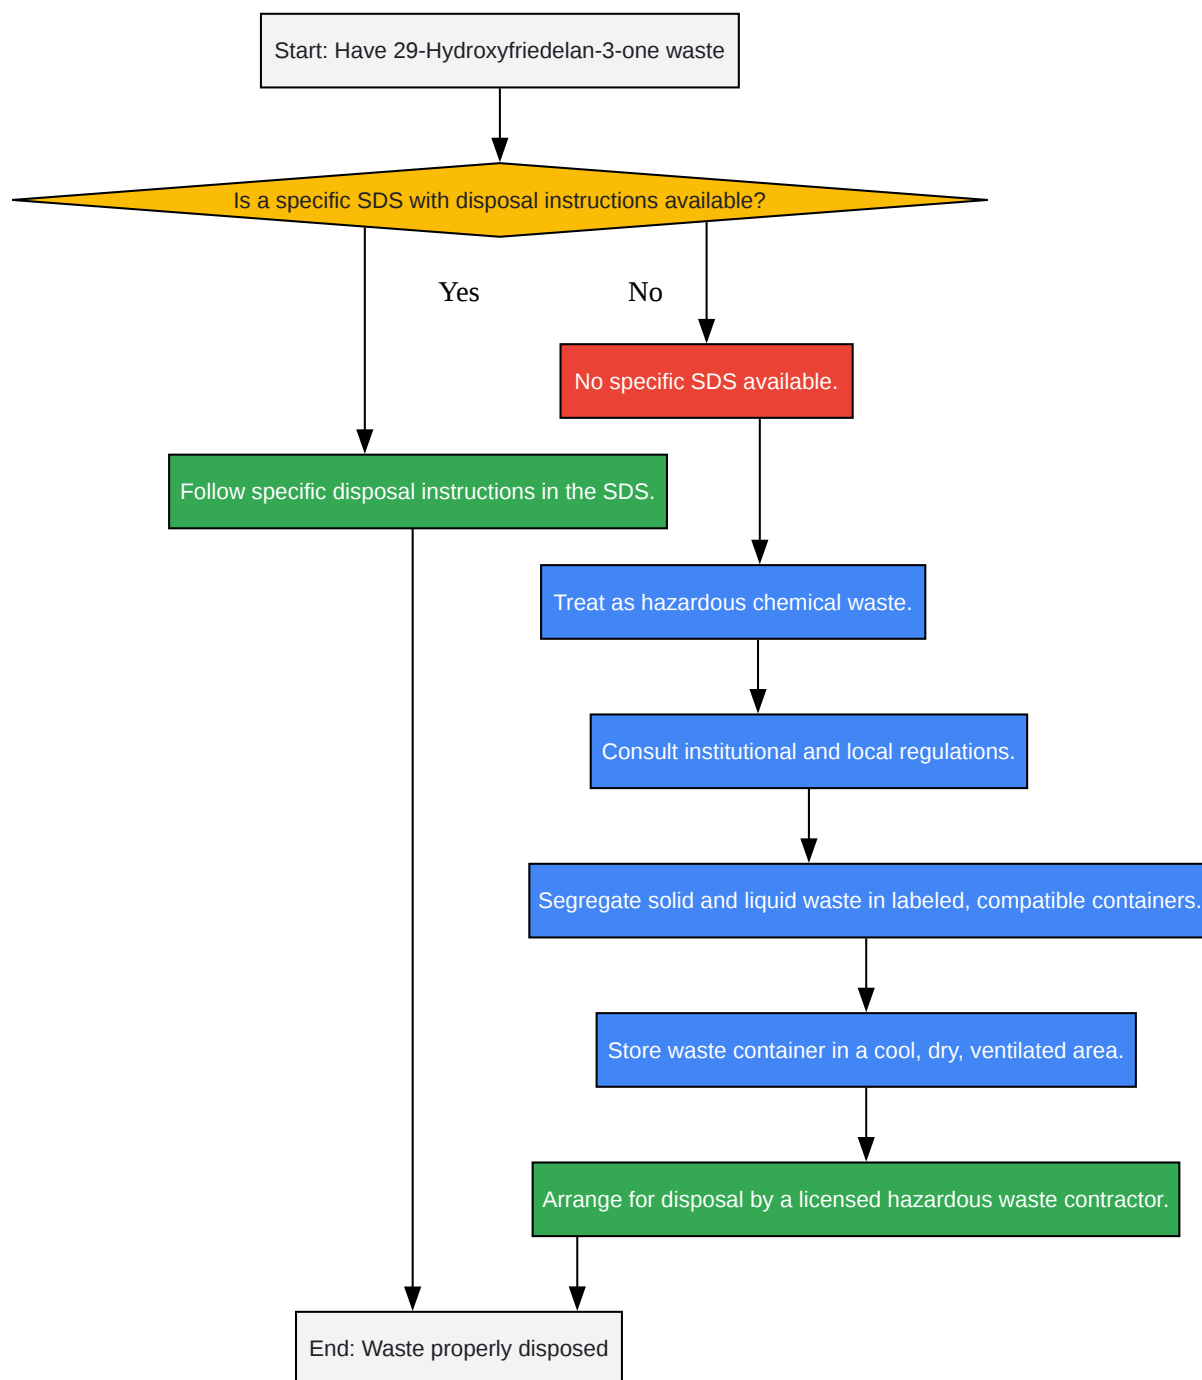 Start: Have 29-Hydroxyfriedelan-3-one waste
Is a specific SDS with disposal instructions available?
Yes
No
No specific SDS available.
Follow specific disposal instructions in the SDS.
Treat as hazardous chemical waste.
Consult institutional and local regulations.
Segregate solid and liquid waste in labeled, compatible containers.
Store waste container in a cool, dry, ventilated area.
Arrange for disposal by a licensed hazardous waste contractor.
End: Waste properly disposed